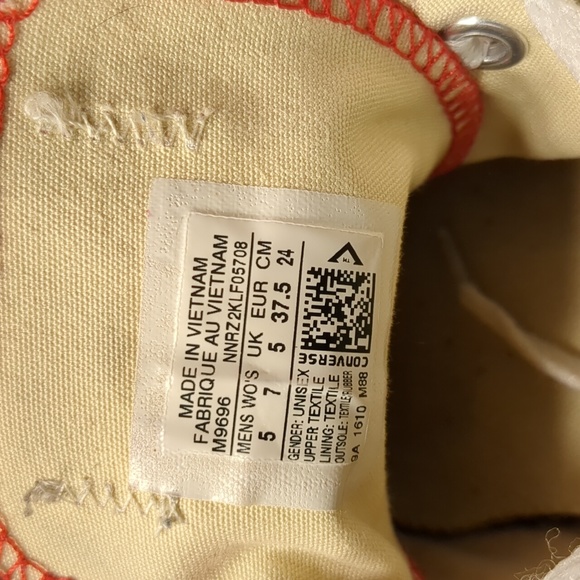 MADE IN VIETNAM
FABRIQUE AU VIETNAM
M9696 NNRZ2KLF05708
MENS WO'S UK EUR CM
5 7 5 37.5 24
GENDER: UNISEX
UPPER TEXTILE
LINING: TEXTILE
OUTSOLE: TEXTILE/RUBBER
9A 1610 M88
CONVERSE